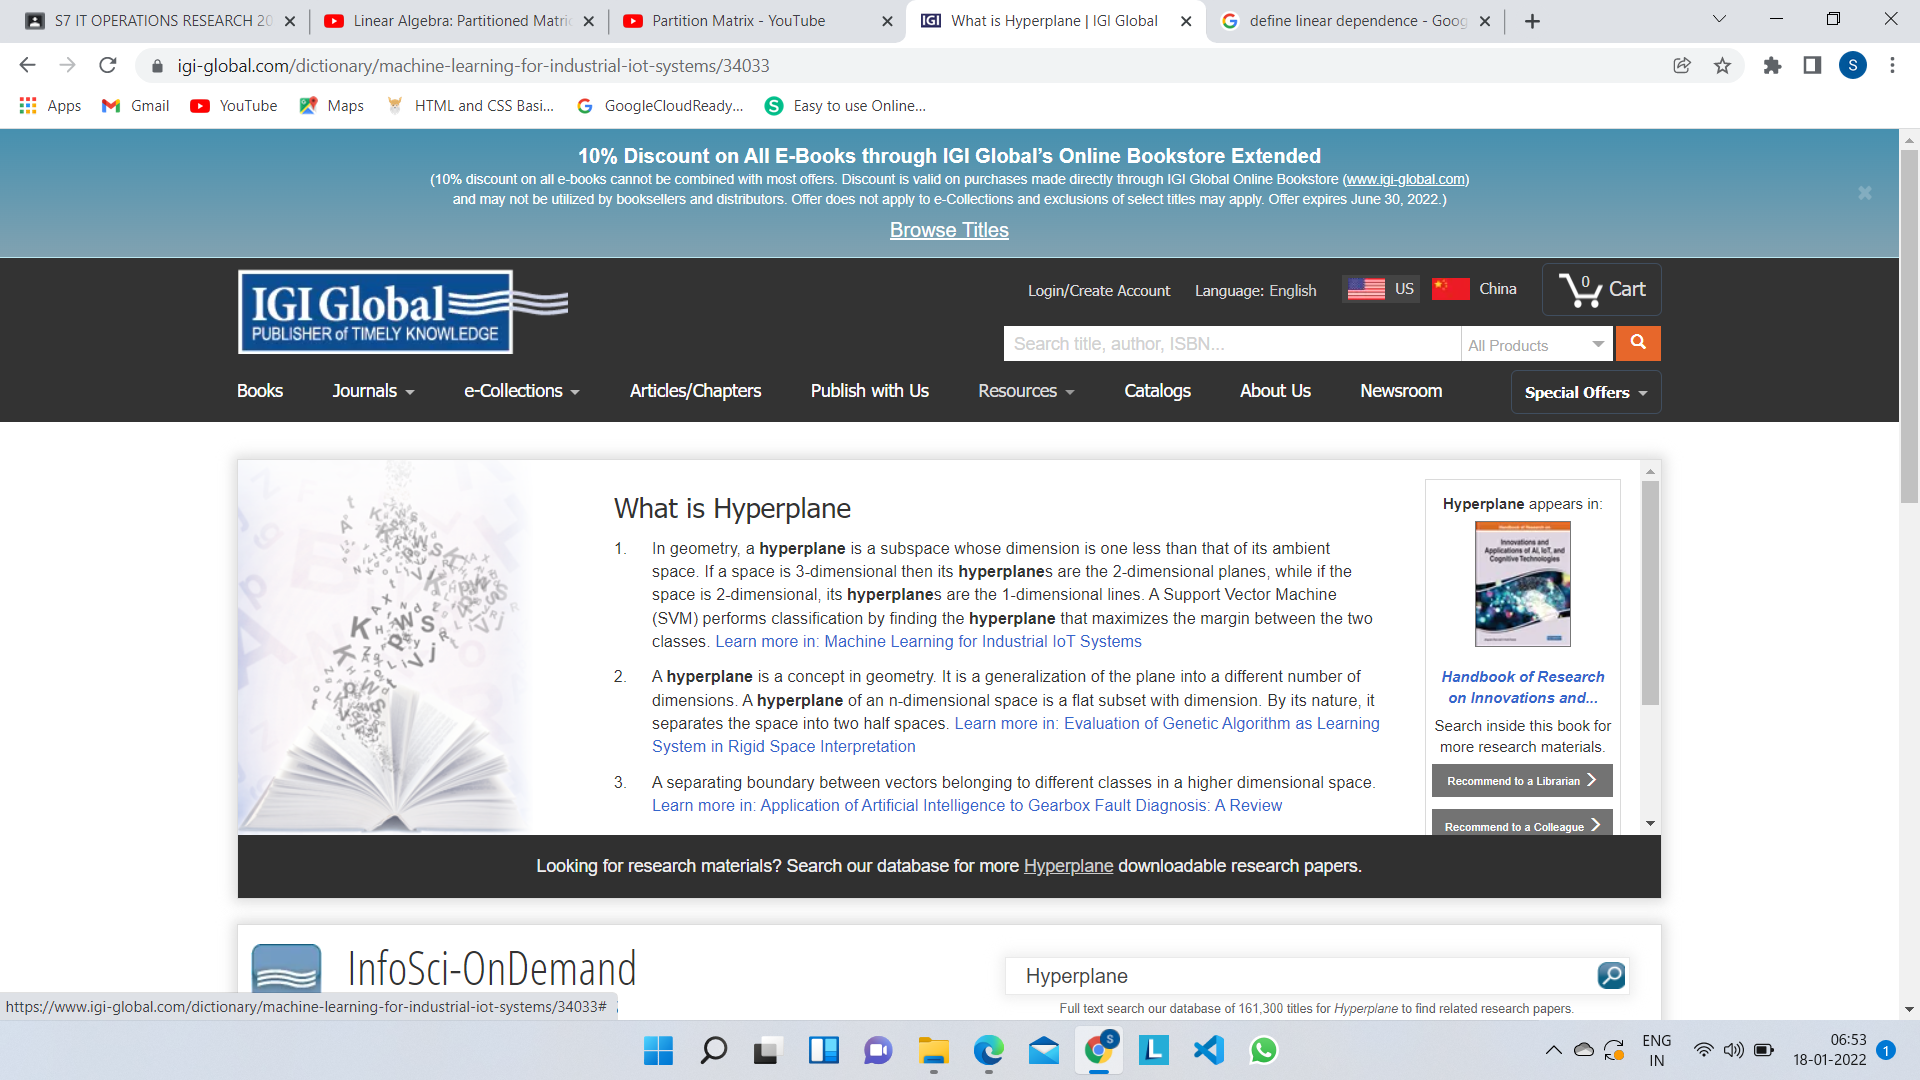 S7 IT OPERATIONS RESEARCH 20
Linear Algebra: Partitioned Matric
Partition Matrix - YouTube
What is Hyperplane | IGI Global
define linear dependence - Goog
igi-global.com/dictionary/machine-learning-for-industrial-iot-systems/34033
S
Apps
Gmail
YouTube
Maps
HTML and CSS Basi...
GoogleCloudReady...
Easy to use Online...
10% Discount on All E-Books through IGI Global’s Online Bookstore Extended
(10% discount on all e-books cannot be combined with most offers. Discount is valid on purchases made directly through IGI Global Online Bookstore (www.igi-global.com)
and may not be utilized by booksellers and distributors. Offer does not apply to e-Collections and exclusions of select titles may apply. Offer expires June 30, 2022.)
Browse Titles
IGI Global
PUBLISHER of TIMELY KNOWLEDGE
Login/Create Account
Language: English
US
China
0
Cart
Search title, author, ISBN...
All Products
Books
Journals
e-Collections
Articles/Chapters
Publish with Us
Resources
Catalogs
About Us
Newsroom
Special Offers
What is Hyperplane
1. In geometry, a hyperplane is a subspace whose dimension is one less than that of its ambient
space. If a space is 3-dimensional then its hyperplanes are the 2-dimensional planes, while if the
space is 2-dimensional, its hyperplanes are the 1-dimensional lines. A Support Vector Machine
(SVM) performs classification by finding the hyperplane that maximizes the margin between the two
classes. Learn more in: Machine Learning for Industrial IoT Systems
2. A hyperplane is a concept in geometry. It is a generalization of the plane into a different number of
dimensions. A hyperplane of an n-dimensional space is a flat subset with dimension. By its nature, it
separates the space into two half spaces. Learn more in: Evaluation of Genetic Algorithm as Learning
System in Rigid Space Interpretation
3. A separating boundary between vectors belonging to different classes in a higher dimensional space.
Learn more in: Application of Artificial Intelligence to Gearbox Fault Diagnosis: A Review
Hyperplane appears in:
Handbook of Research on
Innovations and
Applications of AI, IoT, and
Cognitive Technologies
Handbook of Research
on Innovations and...
Search inside this book for
more research materials.
Recommend to a Librarian
Recommend to a Colleague
Looking for research materials? Search our database for more Hyperplane downloadable research papers.
InfoSci-OnDemand
Hyperplane
Full text search our database of 161,300 titles for Hyperplane to find related research papers.
https://www.igi-global.com/dictionary/machine-learning-for-industrial-iot-systems/34033#
S
L
ENG
IN
06:53
18-01-2022
1